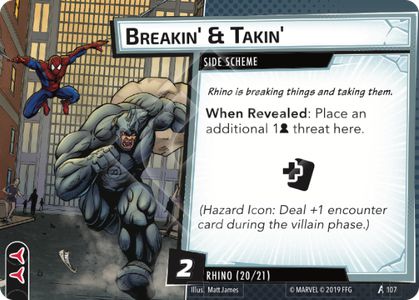 BREAKIN' & TAKIN'
SIDE SCHEME
Rhino is breaking things and taking them.
When Revealed: Place an
additional 1 threat here.
(Hazard Icon: Deal +1 encounter
card during the villain phase.)
2
RHINO (20/21)
Illus. Matt James
© MARVEL © 2019 FFG
107